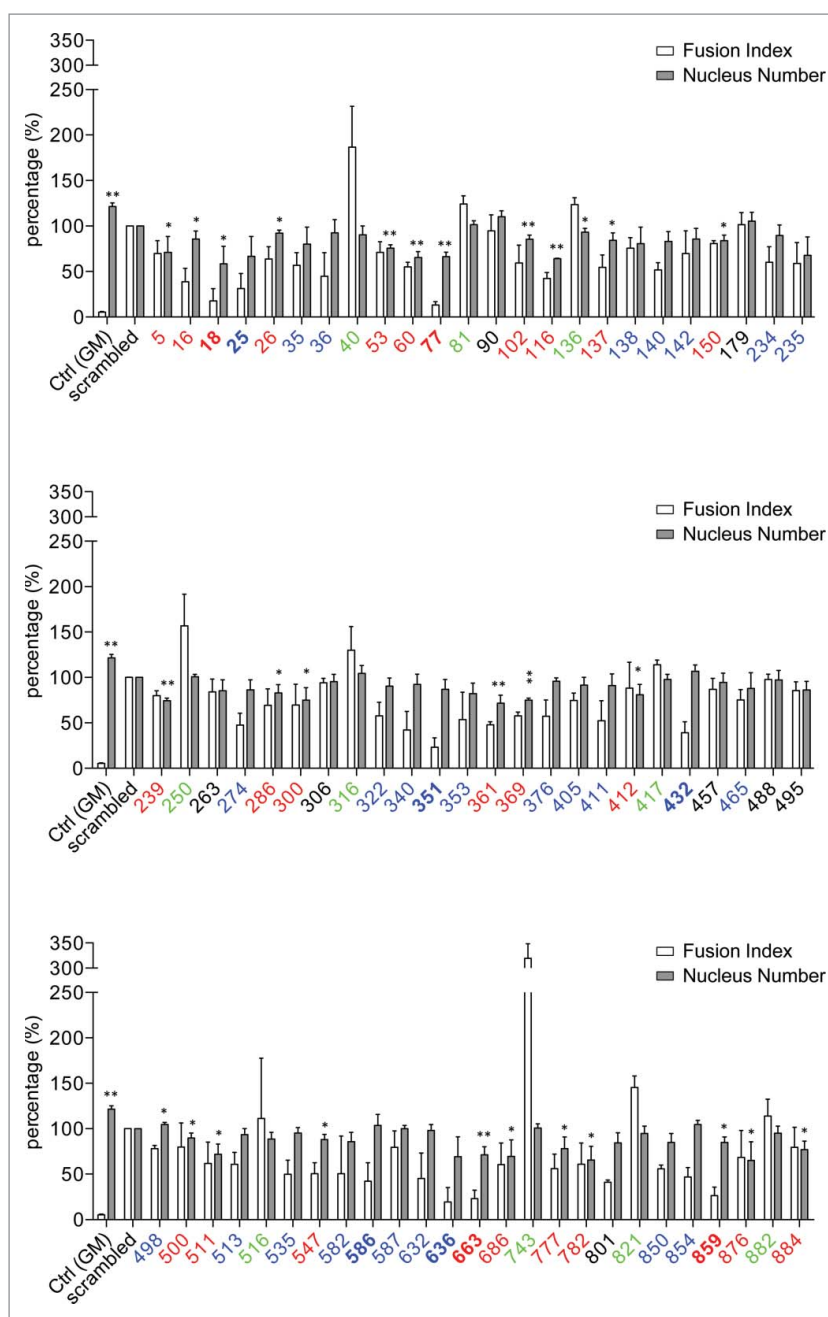 350
300
250
200
150
100
50
0
percentage (%)
Fusion Index
Nucleus Number
** * * * * ** ** ** ** ** * * *
Ctrl (GM) scrambled 5 16 18 25 26 35 36 40 53 60 77 81 90 102 116 136 137 138 140 142 150 179 234 235
350
300
250
200
150
100
50
0
percentage (%)
Fusion Index
Nucleus Number
** ** * * ** ** *
Ctrl (GM) scrambled 239 250 263 274 286 300 306 316 322 340 351 353 361 369 376 405 411 412 417 432 457 465 488 495
350
300
250
200
150
100
50
0
percentage (%)
Fusion Index
Nucleus Number
** * * * * ** * * * * * *
Ctrl (GM) scrambled 498 500 511 513 516 535 547 582 586 587 632 636 663 686 743 777 782 801 821 850 854 859 876 882 884